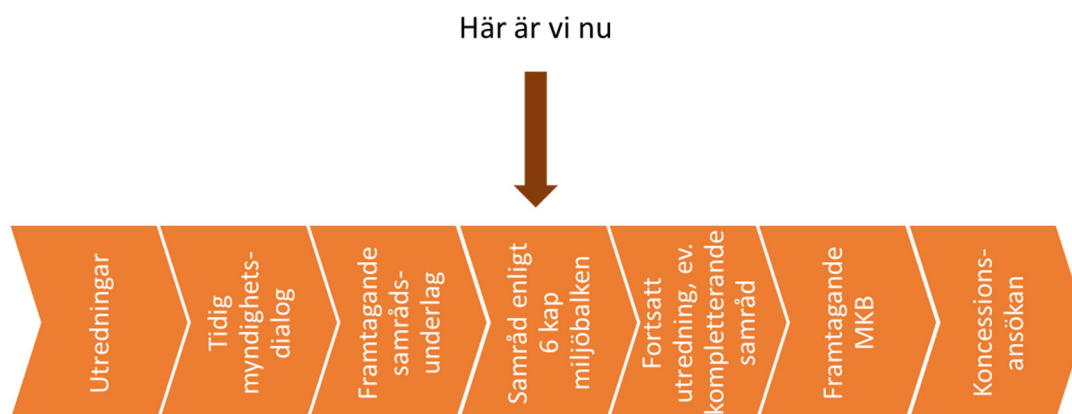 Här är vi nu
Utredningar
Tidig
myndighets-
dialog
Framtagande
samråds-
underlag
Samråd enligt
6 kap
miljöbalken
Fortsatt
utredning, ev.
kompletterande
samråd
Framtagande
MKB
Koncessions-
ansökan